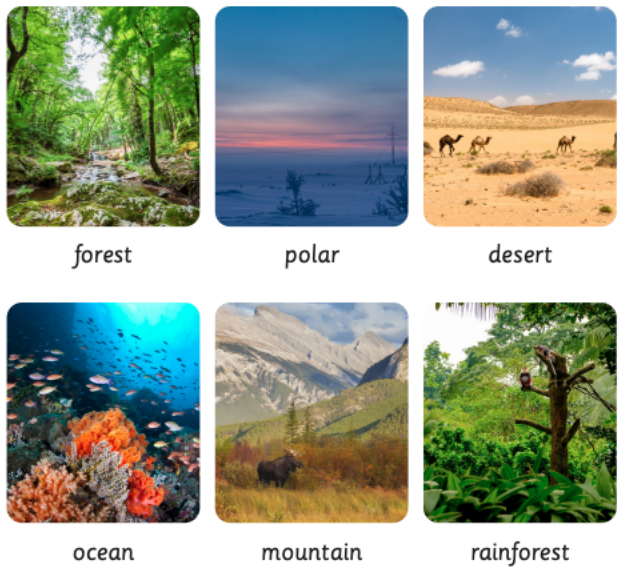 forest
polar
desert
ocean
mountain
rainforest